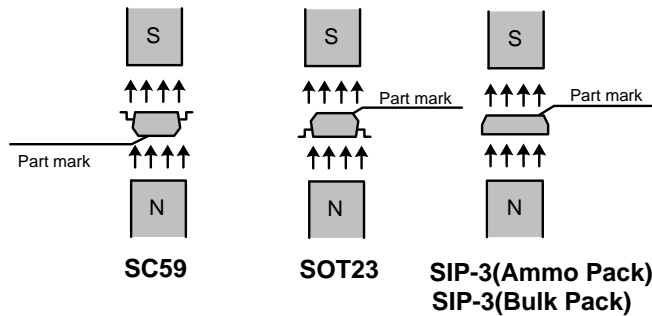 S
S
S
Part mark
Part mark
Part mark
N
N
N
SC59
SOT23
SIP-3(Ammo Pack)
SIP-3(Bulk Pack)